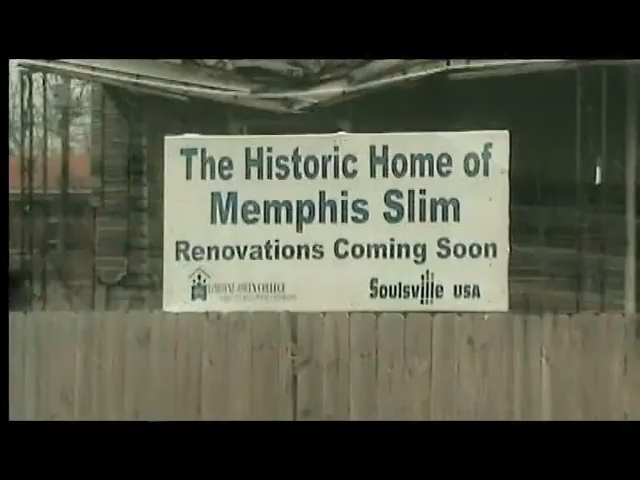 The Historic Home of
Memphis Slim
Renovations Coming Soon
Soulsville USA